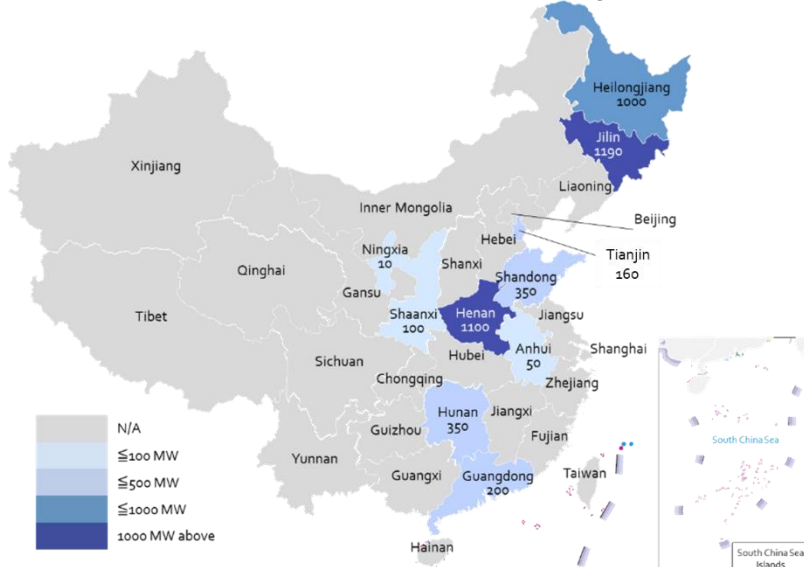 Heilongjiang
1000
Jilin
1190
Xinjiang
Liaoning
Inner Mongolia
Beijing
Ningxia
10
Hebei
Tianjin
160
Qinghai
Shanxi
Shandong
350
Gansu
Tibet
Shaanxi
100
Henan
1100
Jiangsu
Sichuan
Hubei
Anhui
50
Shanghai
Chongqing
Zhejiang
Hunan
350
Jiangxi
Guizhou
Fujian
Yunnan
Guangxi
Guangdong
200
Taiwan
Hainan
N/A
≦100 MW
≦500 MW
≤1000 MW
1000 MW above
South China Sea
South China Sea
Islands